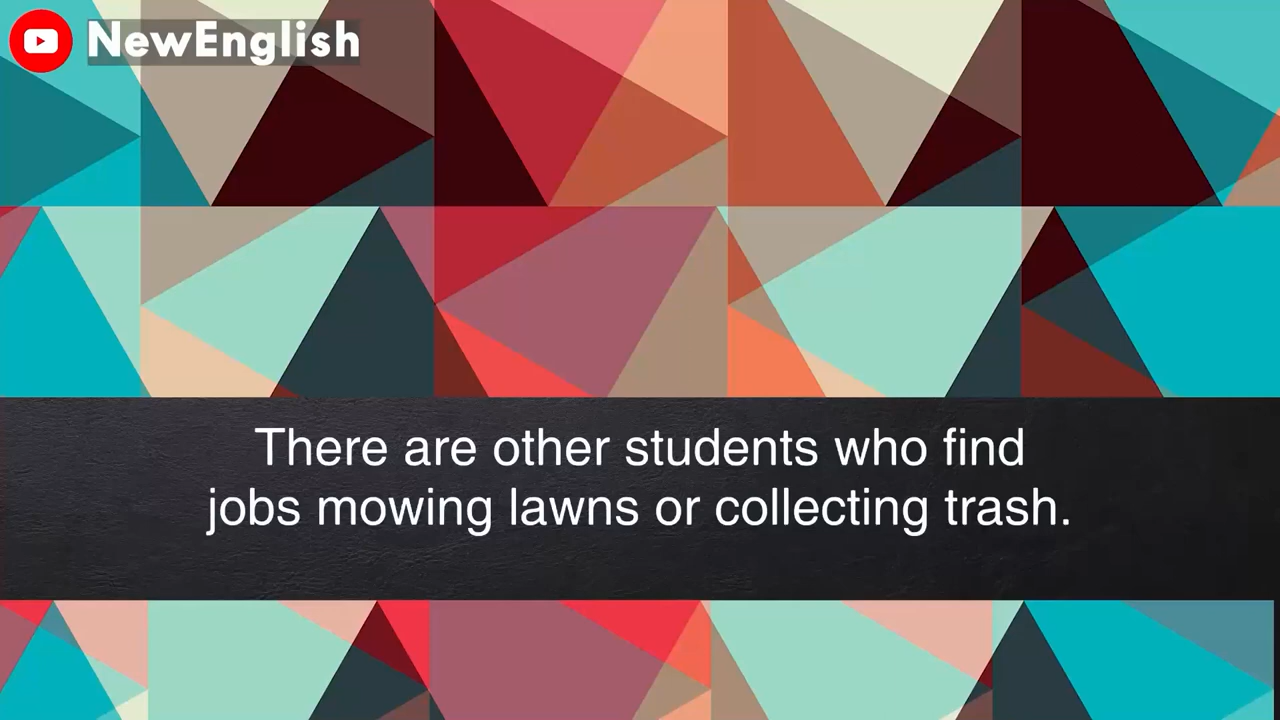 NewEnglish
There are other students who find
jobs mowing lawns or collecting trash.